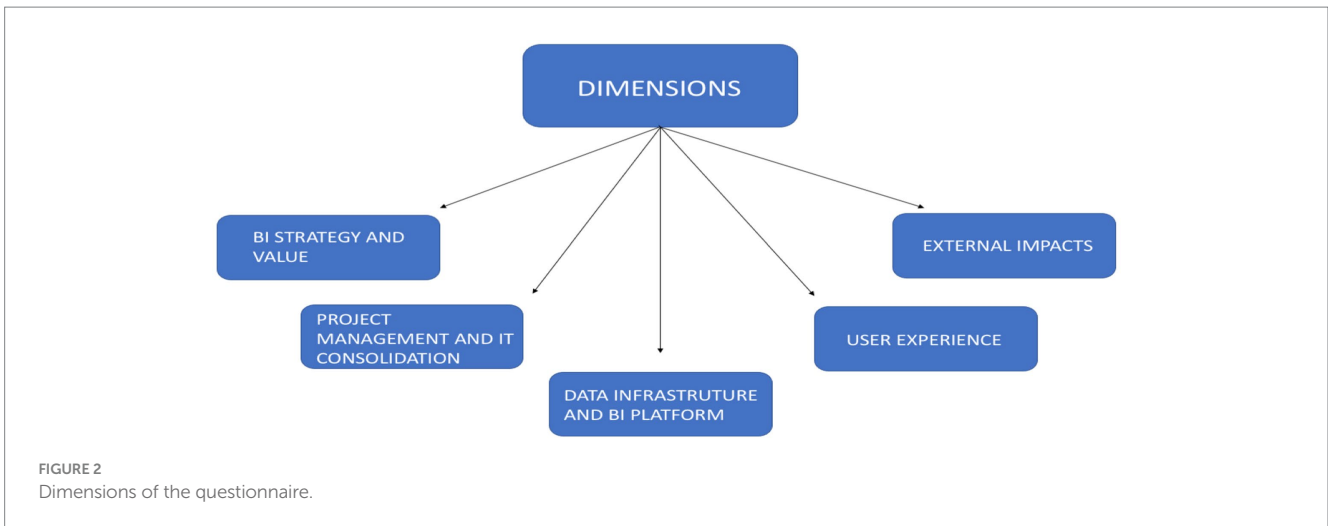 DIMENSIONS
BI STRATEGY AND
VALUE
EXTERNAL IMPACTS
PROJECT
MANAGEMENT AND IT
CONSOLIDATION
USER EXPERIENCE
DATA INFRASTRUTURE
AND BI PLATFORM
FIGURE 2
Dimensions of the questionnaire.